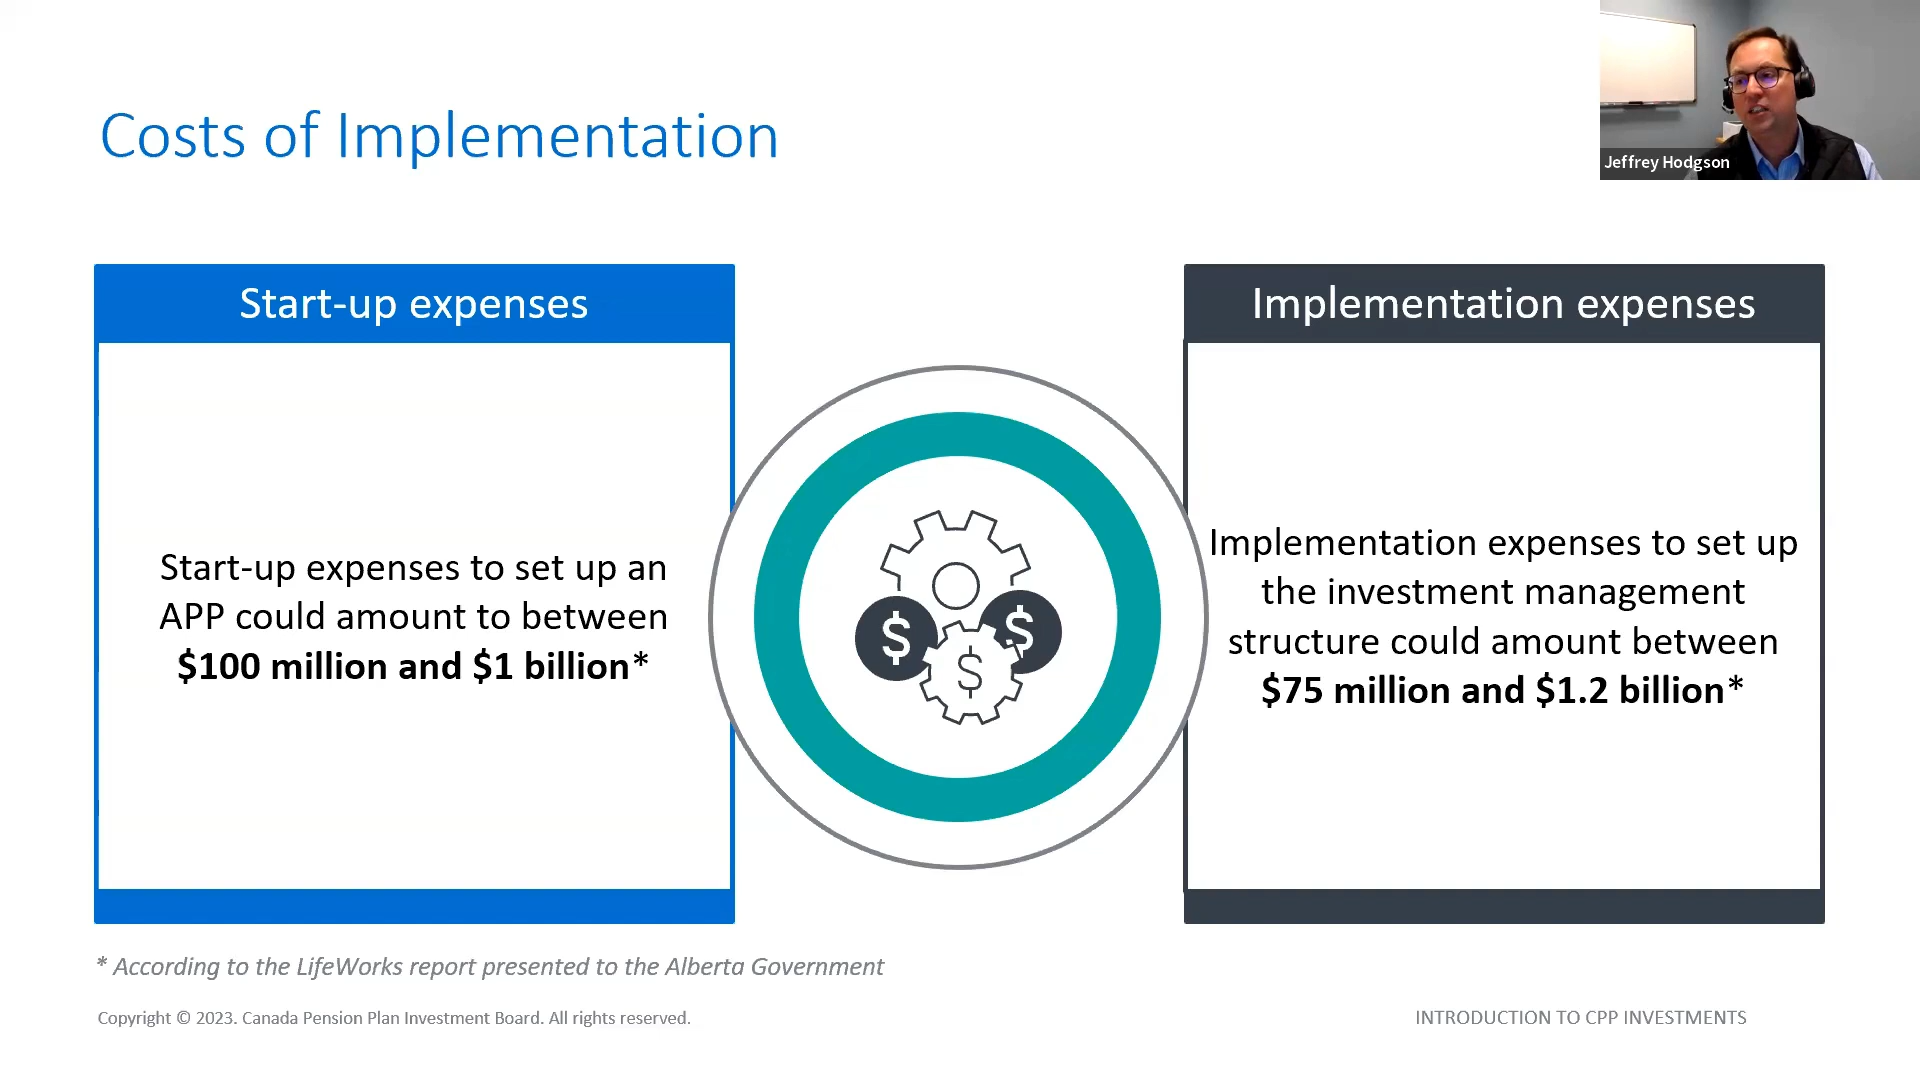 Costs of Implementation
Jeffrey Hodgson
Start-up expenses
Start-up expenses to set up an
APP could amount to between
$100 million and $1 billion*
$
$
$
Implementation expenses
Implementation expenses to set up
the investment management
structure could amount between
$75 million and $1.2 billion*
* According to the LifeWorks report presented to the Alberta Government
Copyright © 2023. Canada Pension Plan Investment Board. All rights reserved.
INTRODUCTION TO CPP INVESTMENTS